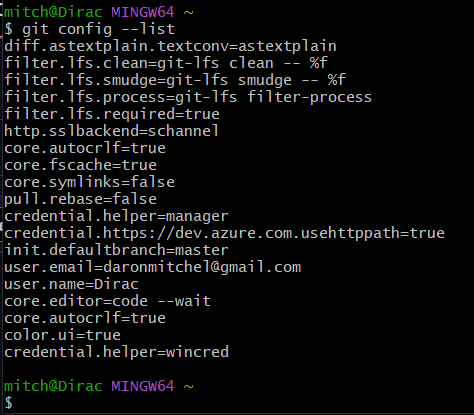 mitch@Dirac MINGW64 ~
$ git config --list
diff.astextplain.textconv=astextplain
filter.lfs.clean=git-lfs clean -- %f
filter.lfs.smudge=git-lfs smudge -- %f
filter.lfs.process=git-lfs filter-process
filter.lfs.required=true
http.sslbackend=schannel
core.autocrlf=true
core.fscache=true
core.symlinks=false
pull.rebase=false
credential.helper=manager
credential.https://dev.azure.com.usehttppath=true
init.defaultbranch=master
user.email=daronmitchel@gmail.com
user.name=Dirac
core.editor=code --wait
core.autocrlf=true
color.ui=true
credential.helper=wincred
mitch@Dirac MINGW64 ~
$